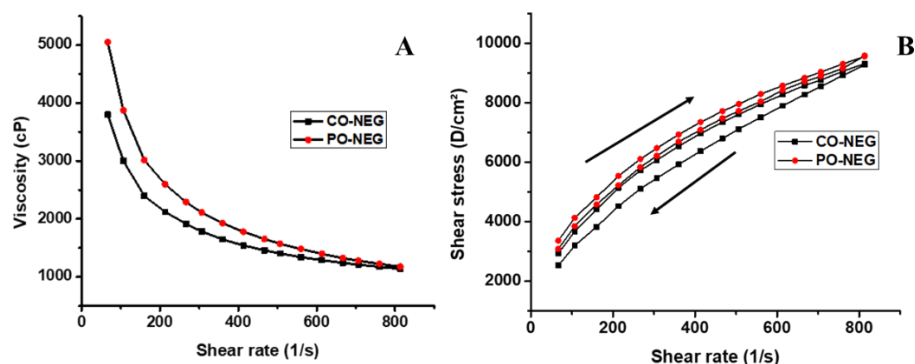 A
5000
4000
3000
2000
1000
Viscosity (cP)
CO-NEG
PO-NEG
0
200
400
600
800
Shear rate (1/s)
B
10000
8000
6000
4000
2000
Shear stress (D/cm²)
CO-NEG
PO-NEG
0
200
400
600
800
Shear rate (1/s)